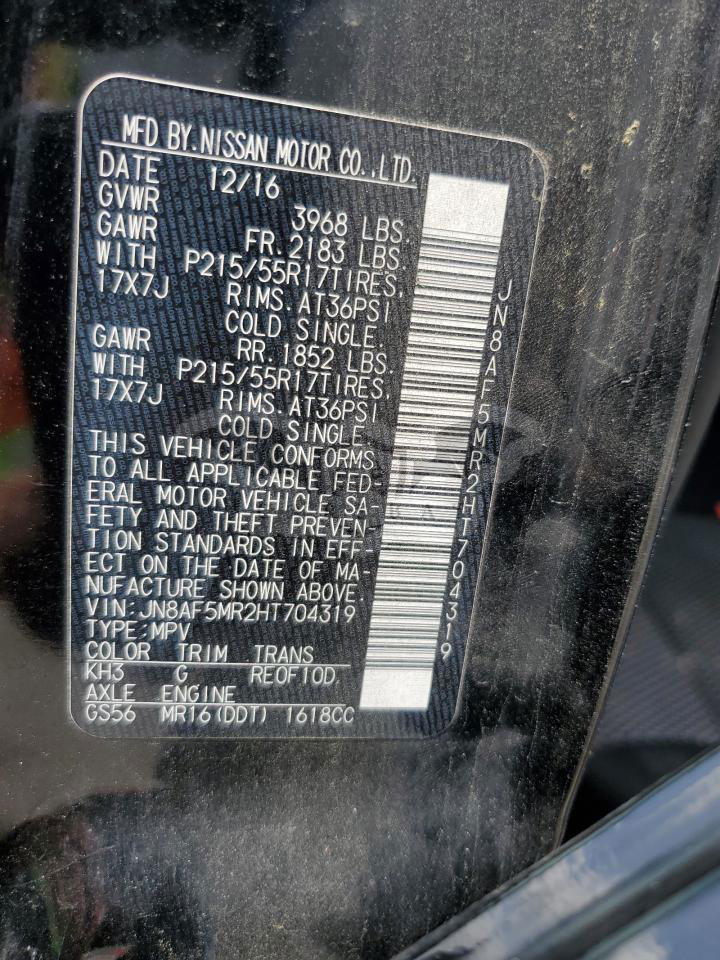 MFD BY.NISSAN MOTOR CO.,LTD.
DATE 12/16
GVWR 3968 LBS.
GAWR FR. 2183 LBS.
WITH P215/55R17TIRES,
17X7J RIMS.AT36PSI
COLD SINGLE.
GAWR RR. 1852 LBS.
WITH P215/55R17TIRES,
17X7J RIMS.AT36PSI
COLD SINGLE.
THIS VEHICLE CONFORMS
TO ALL APPLICABLE FED-
ERAL MOTOR VEHICLE SA-
FETY AND THEFT PREVEN-
TION STANDARDS IN EFF-
ECT ON THE DATE OF MA-
NUFACTURE SHOWN ABOVE.
VIN:JN8AF5MR2HT704319
TYPE:MPV
COLOR TRIM TRANS
KH3 G REOF10D.
AXLE ENGINE
GS56 MR16(DDT) 1618CC
JN8AF5MR2HT704319